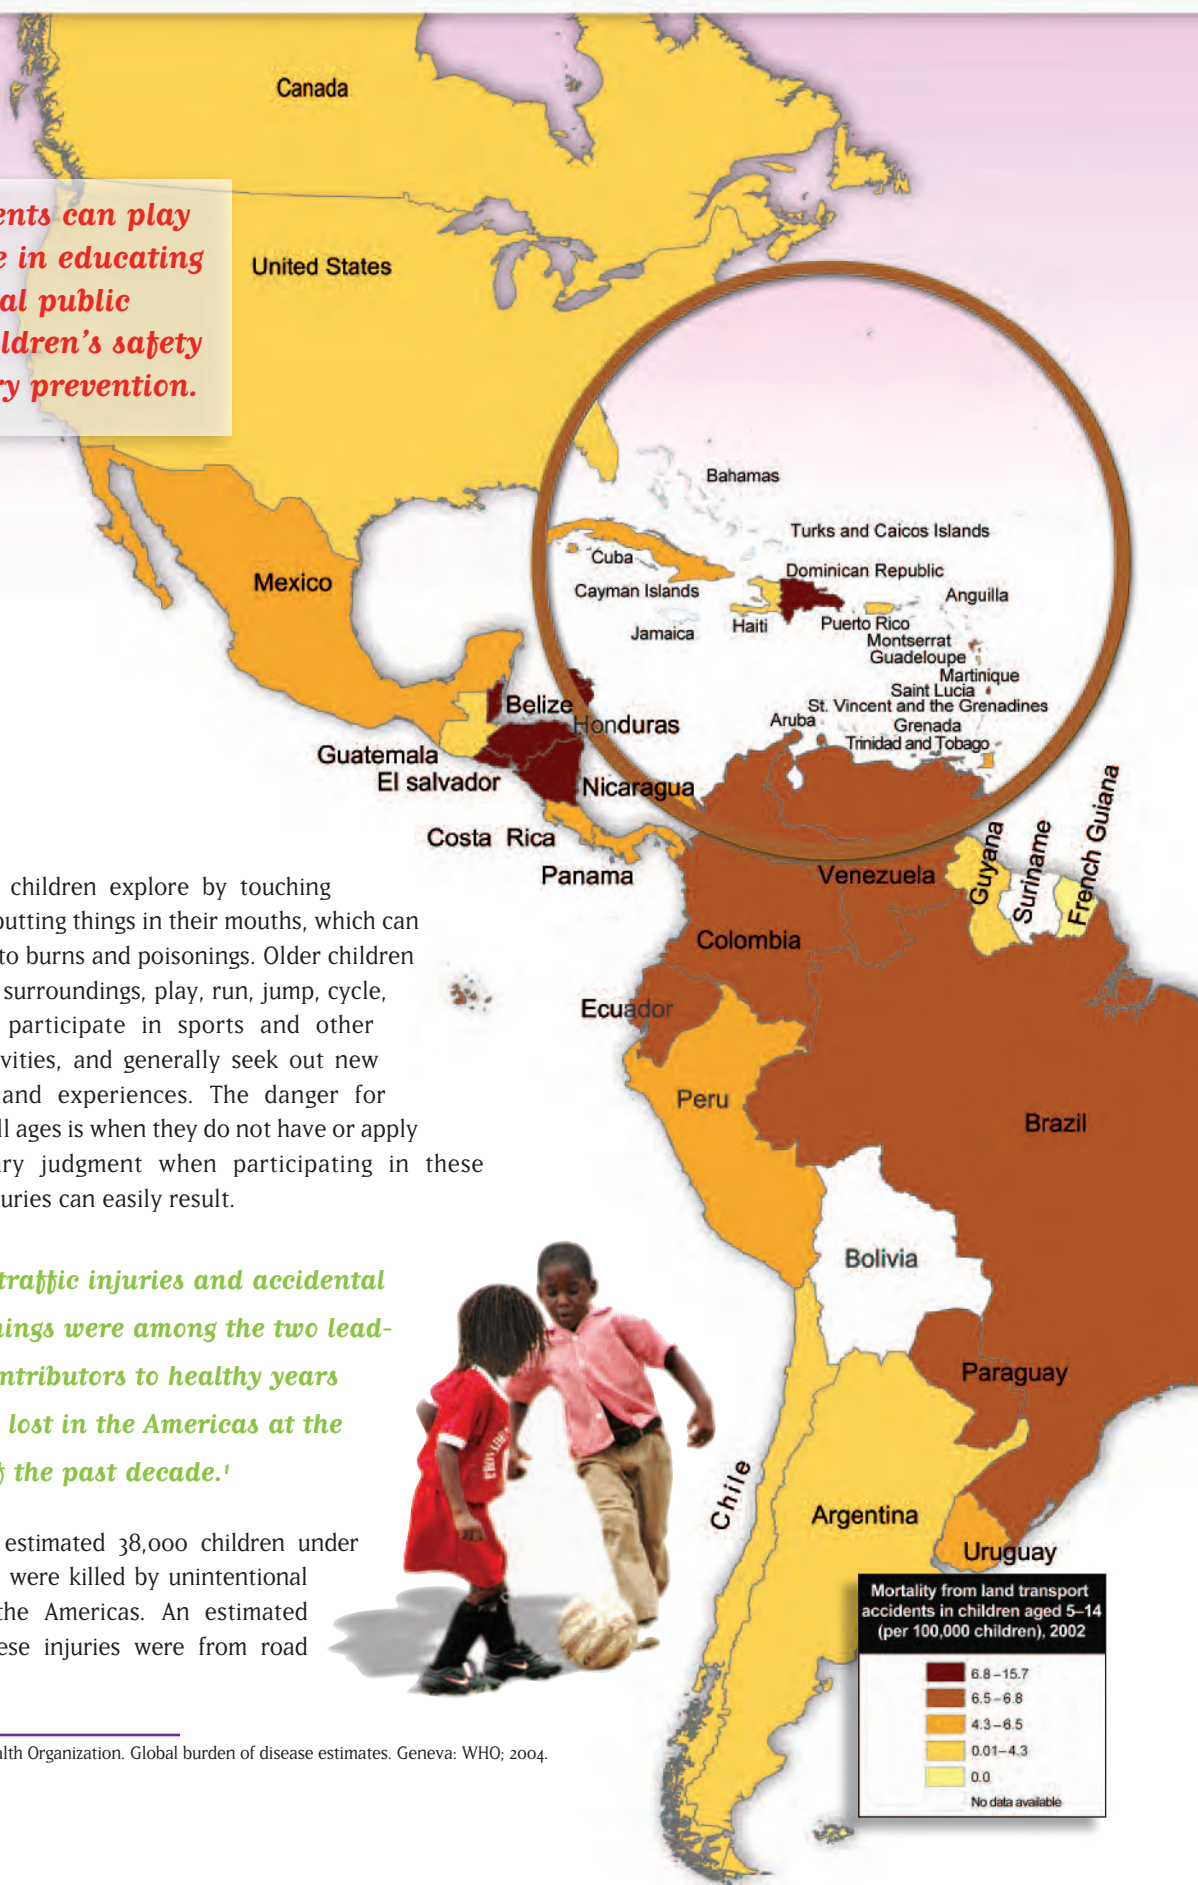 Canada
ents can play
e in educating
al public
ldren's safety
ry prevention.
United States
Bahamas
Turks and Caicos Islands
Cuba
Dominican Republic
Cayman Islands
Anguilla
Mexico
Haiti
Puerto Rico
Jamaica
Montserrat
Guadeloupe
Martinique
Saint Lucia
St. Vincent and the Grenadines
Aruba
Grenada
Trinidad and Tobago
Belize
Honduras
Guatemala
El salvador
Nicaragua
Costa Rica
Panama
Venezuela
Guyana
Suriname
French Guiana
Colombia
Ecuador
Peru
Brazil
Bolivia
Paraguay
Chile
Argentina
Uruguay
children explore by touching
putting things in their mouths, which can
to burns and poisonings. Older children
surroundings, play, run, jump, cycle,
participate in sports and other
vities, and generally seek out new
and experiences. The danger for
ll ages is when they do not have or apply
ary judgment when participating in these
uries can easily result.
traffic injuries and accidental
nings were among the two lead-
ntributors to healthy years
lost in the Americas at the
f the past decade.¹
estimated 38,000 children under
were killed by unintentional
the Americas. An estimated
ese injuries were from road
alth Organization. Global burden of disease estimates. Geneva: WHO; 2004.
Mortality from land transport
accidents in children aged 5–14
(per 100,000 children), 2002
6.8–15.7
6.5–6.8
4.3–6.5
0.01–4.3
0.0
No data available